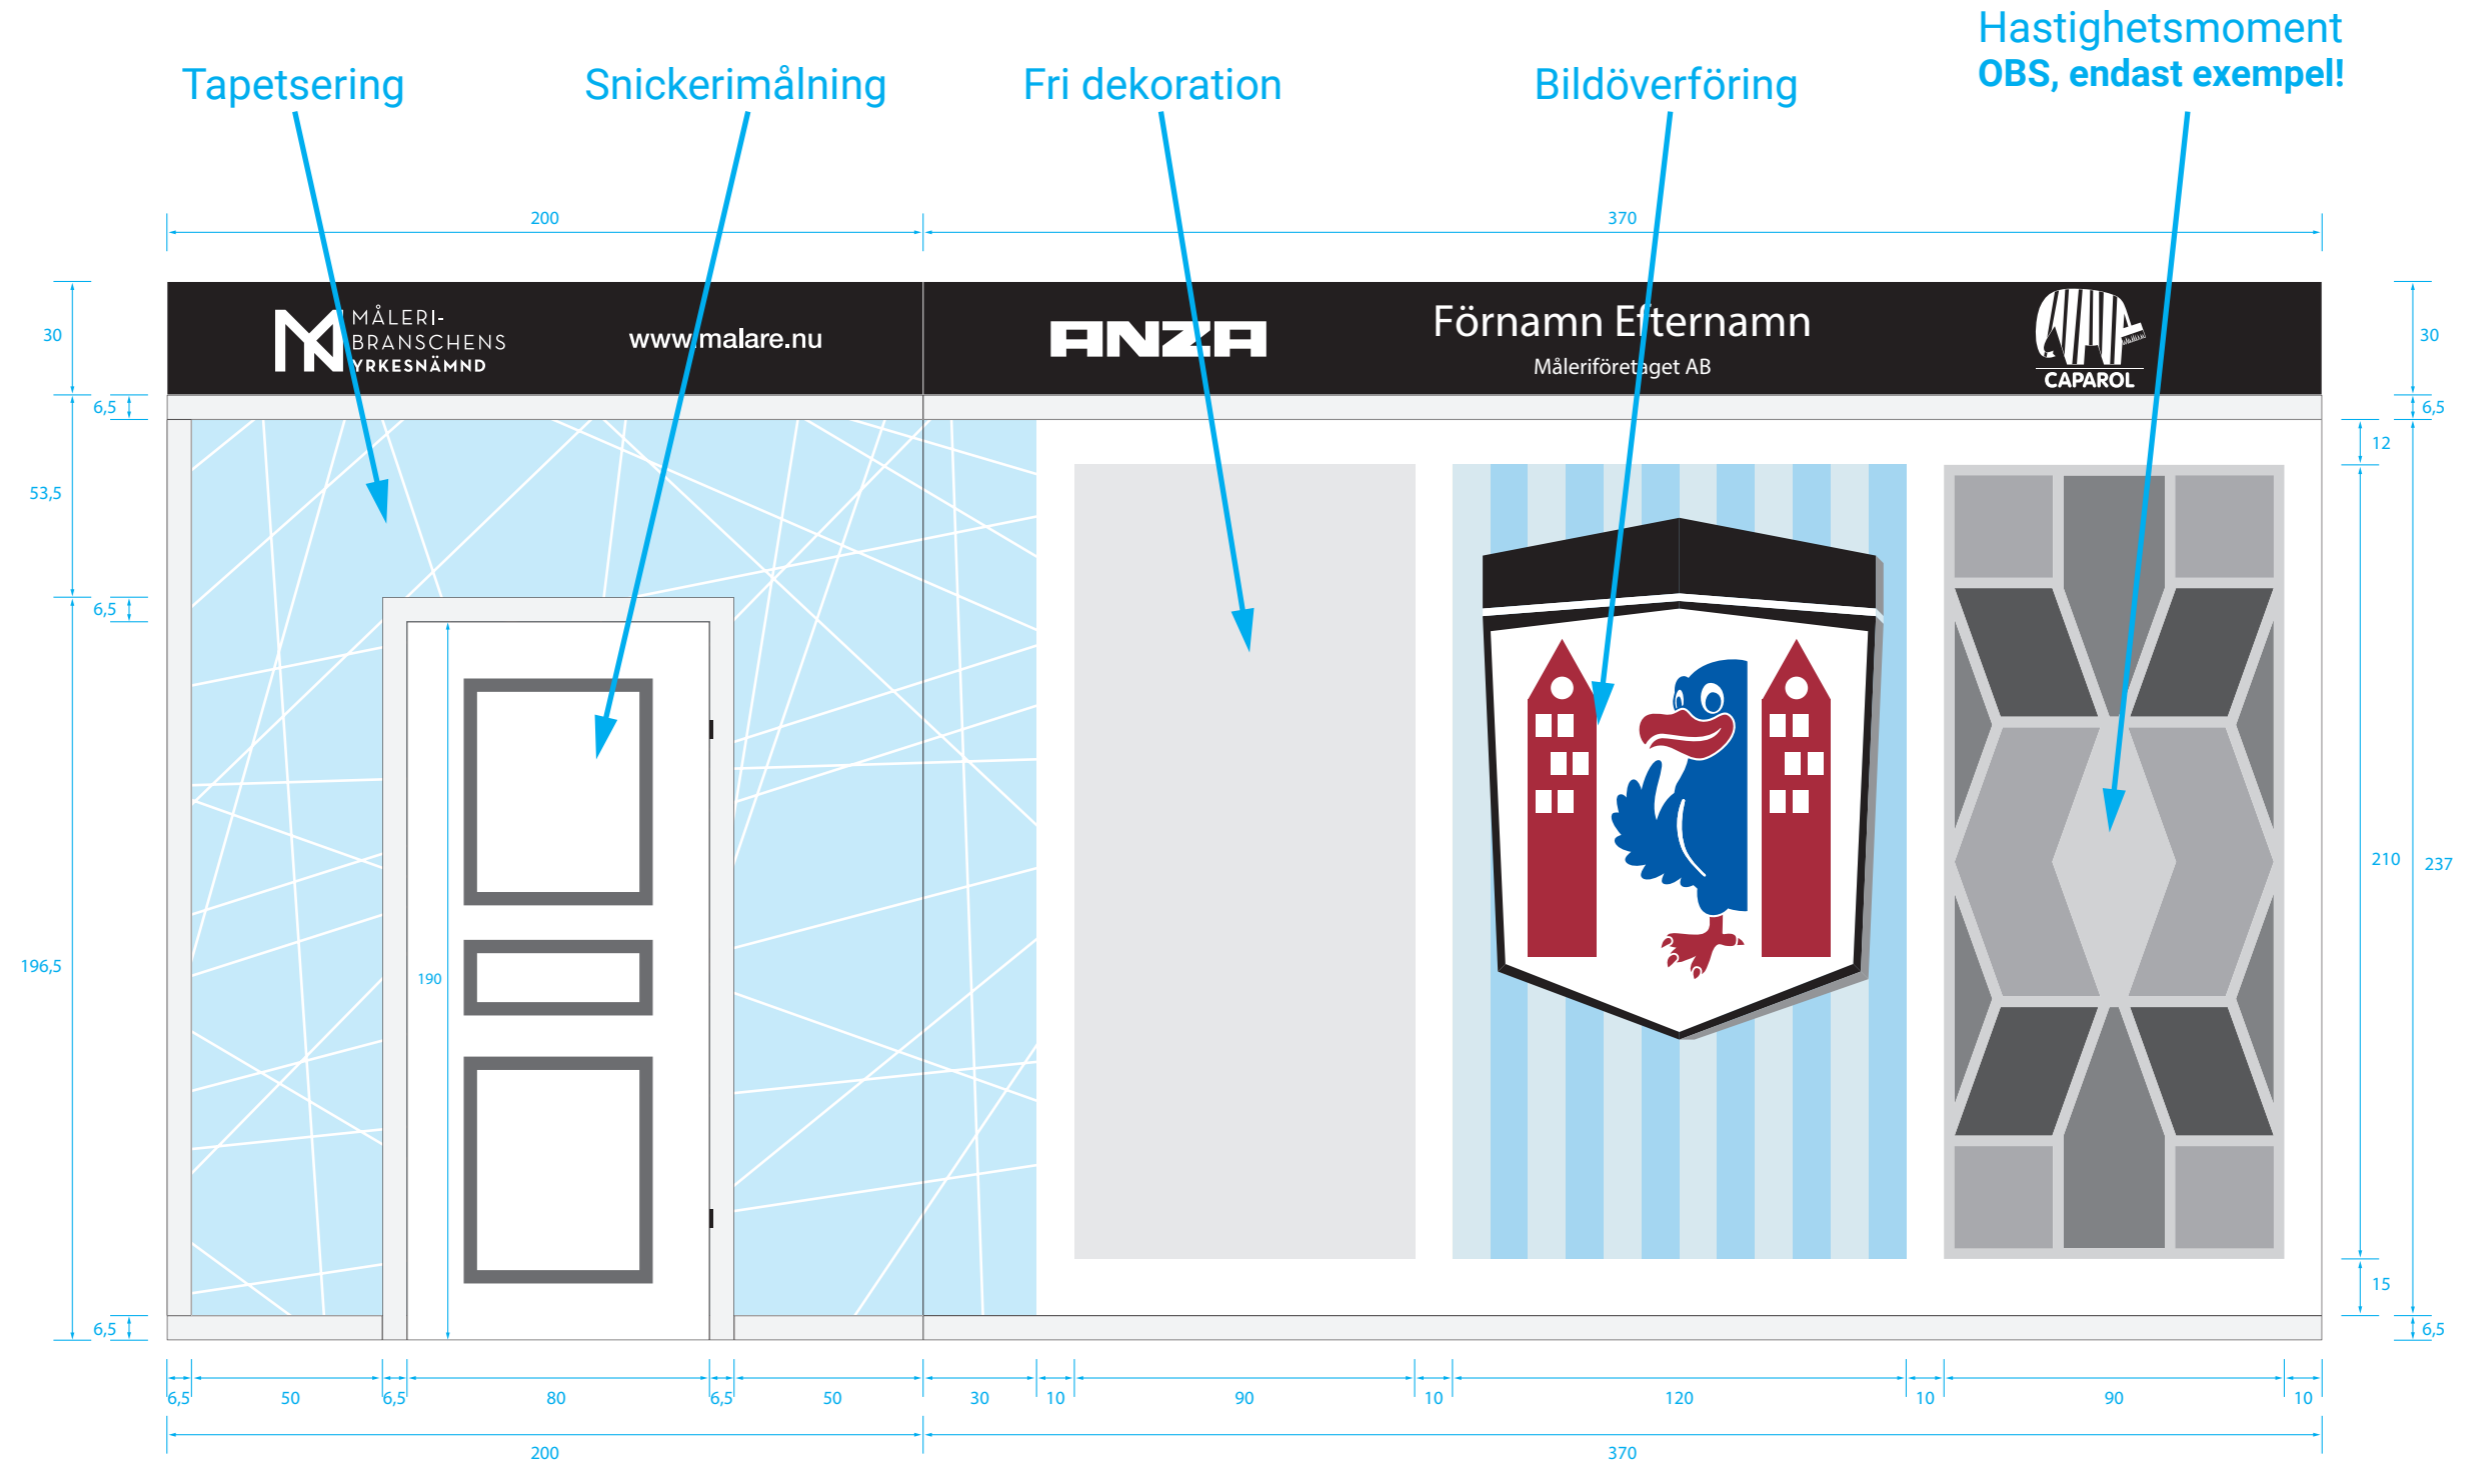 Hastighetsmoment
OBS, endast exempel!
Tapetsering
Snickerimålning
Fri dekoration
Bildöverföring
200
370
MÅLERI-
BRANSCHENS
YRKESNÄMND
www.malare.nu
ANZA
Förnamn Efternamn
Måleriföretaget AB
CAPAROL
30
30
6,5
6,5
12
53,5
6,5
210
237
196,5
190
15
6,5
6,5
6,5
50
6,5
80
6,5
50
30
10
90
10
120
10
90
10
200
370